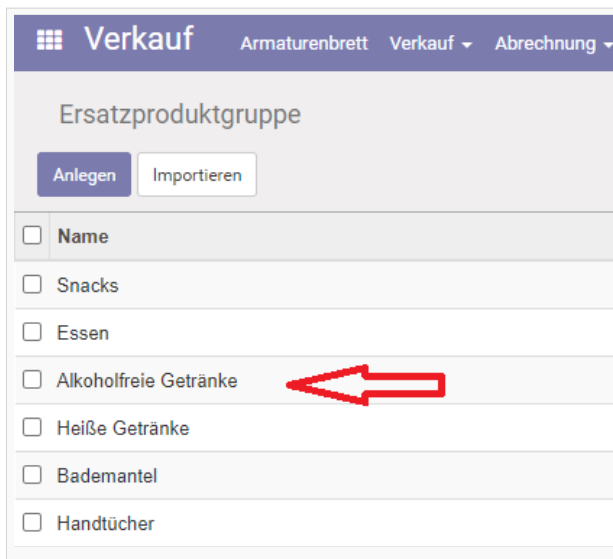 Verkauf Armaturenbrett Verkauf Abrechnung
Ersatzproduktgruppe
Anlegen Importieren
Name
Snacks
Essen
Alkoholfreie Getränke
Heiße Getränke
Bademantel
Handtücher